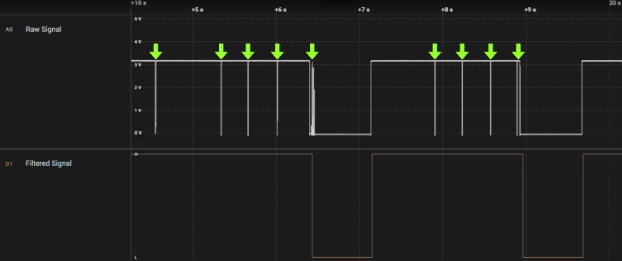 +10 s
+5 s
+6 s
+7 s
+8 s
+9 s
20 s
5 V
A0
Raw Signal
4 V
3 V
2 V
1 V
0 V
H
D1
Filtered Signal
L